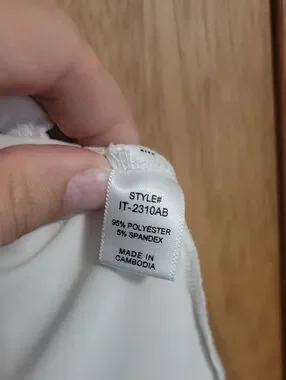 STYLE#
IT-2310AB
95% POLYESTER
5% SPANDEX
MADE IN
CAMBODIA